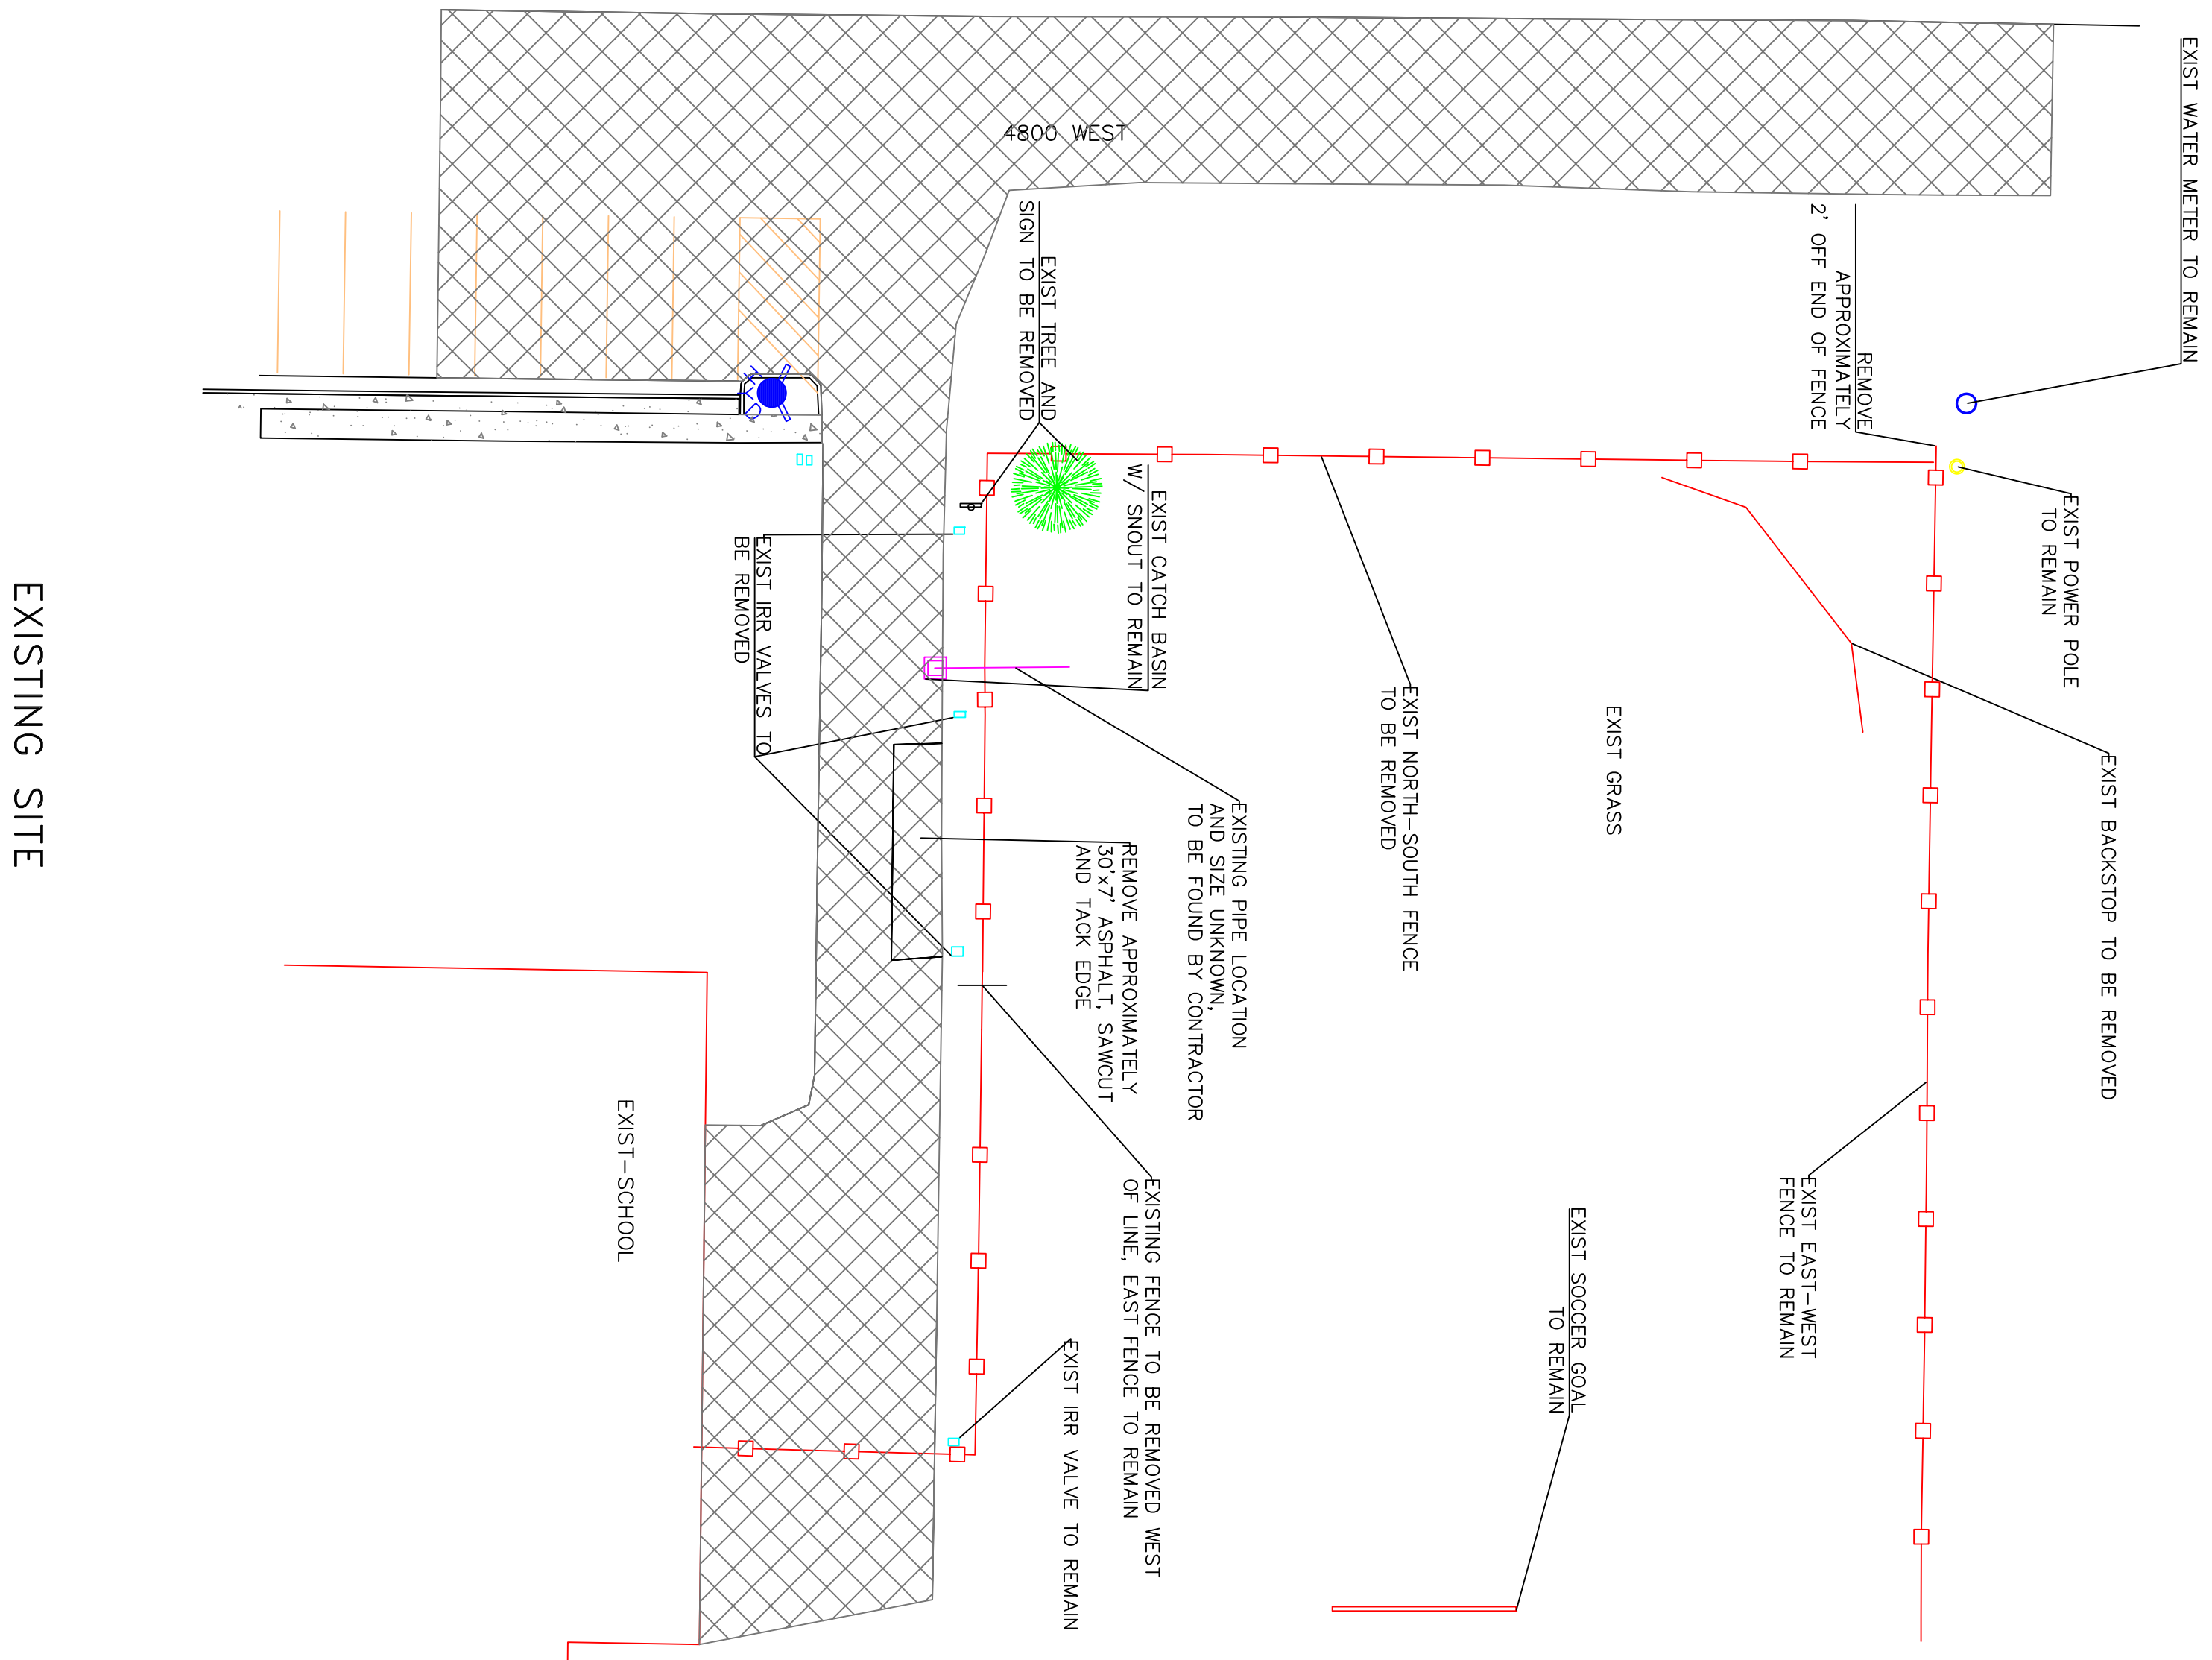 EXIST WATER METER TO REMAIN
EXIST POWER POLE
TO REMAIN
EXIST BACKSTOP TO BE REMOVED
REMOVE
APPROXIMATELY
2' OFF END OF FENCE
EXIST EAST-WEST
FENCE TO REMAIN
EXIST GRASS
EXIST SOCCER GOAL
TO REMAIN
EXIST NORTH-SOUTH FENCE
TO BE REMOVED
4800 WEST
EXIST TREE AND
SIGN TO BE REMOVED
EXIST CATCH BASIN
W/ SNOUT TO REMAIN
EXISTING PIPE LOCATION
AND SIZE UNKNOWN,
TO BE FOUND BY CONTRACTOR
REMOVE APPROXIMATELY
30'x7' ASPHALT, SAWCUT
AND TACK EDGE
EXISTING FENCE TO BE REMOVED WEST
OF LINE, EAST FENCE TO REMAIN
EXIST IRR VALVE TO REMAIN
EXIST IRR VALVES TO
BE REMOVED
HYD
EXIST-SCHOOL
EXISTING SITE